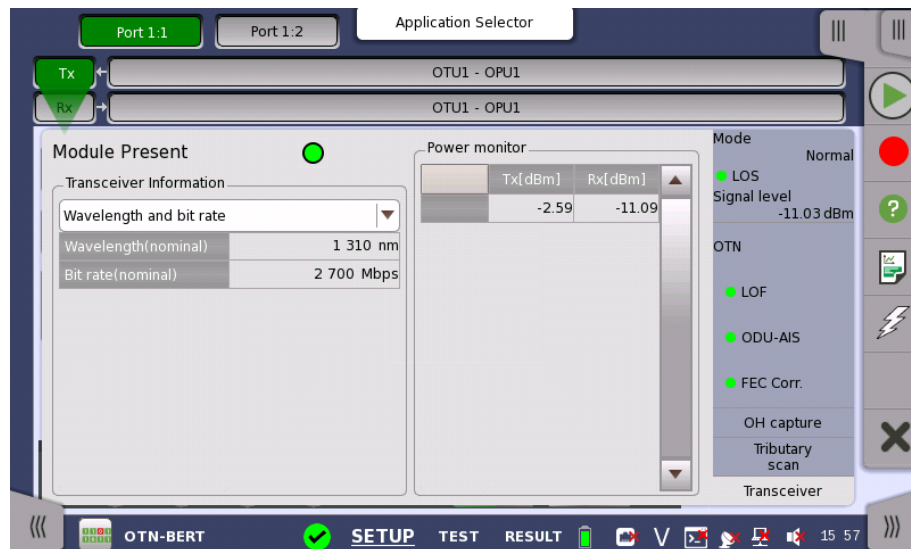 Port 1:1
Port 1:2
Application Selector
Tx
OTU1 - OPU1
Rx
OTU1 - OPU1
Module Present
Transceiver Information
Wavelength and bit rate
Wavelength(nominal) 1 310 nm
Bit rate(nominal) 2 700 Mbps
Power monitor
Tx[dBm] Rx[dBm]
-2.59 -11.09
Mode
Normal
LOS
Signal level
-11.03 dBm
OTN
LOF
ODU-AIS
FEC Corr.
OH capture
Tributary
scan
Transceiver
OTN-BERT
SETUP
TEST
RESULT
V
15 57